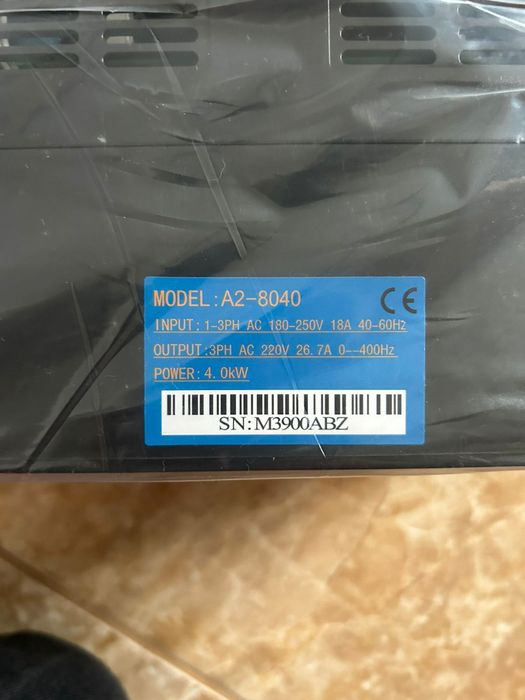 MODEL:A2-8040 CE
INPUT:1-3PH AC 180-250V 18A 40-60Hz
OUTPUT:3PH AC 220V 26.7A 0--400Hz
POWER:4.0kW
SN:M3900ABZ